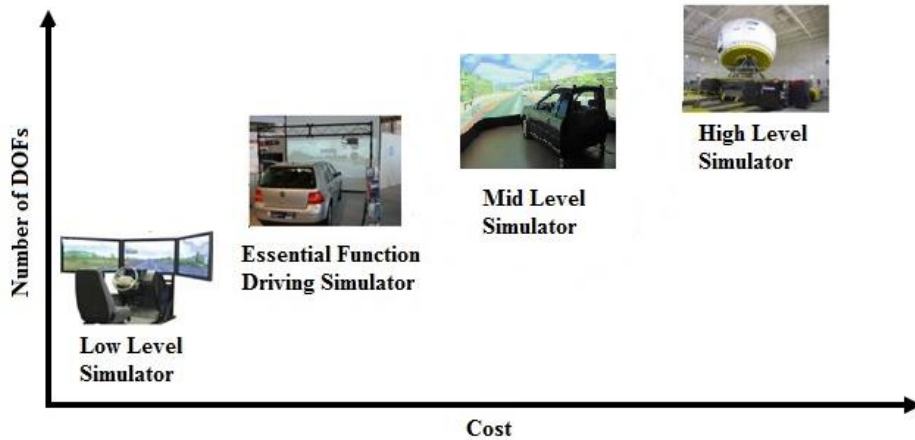 Number of DOFs
High Level
Simulator
Mid Level
Simulator
Essential Function
Driving Simulator
Low Level
Simulator
Cost